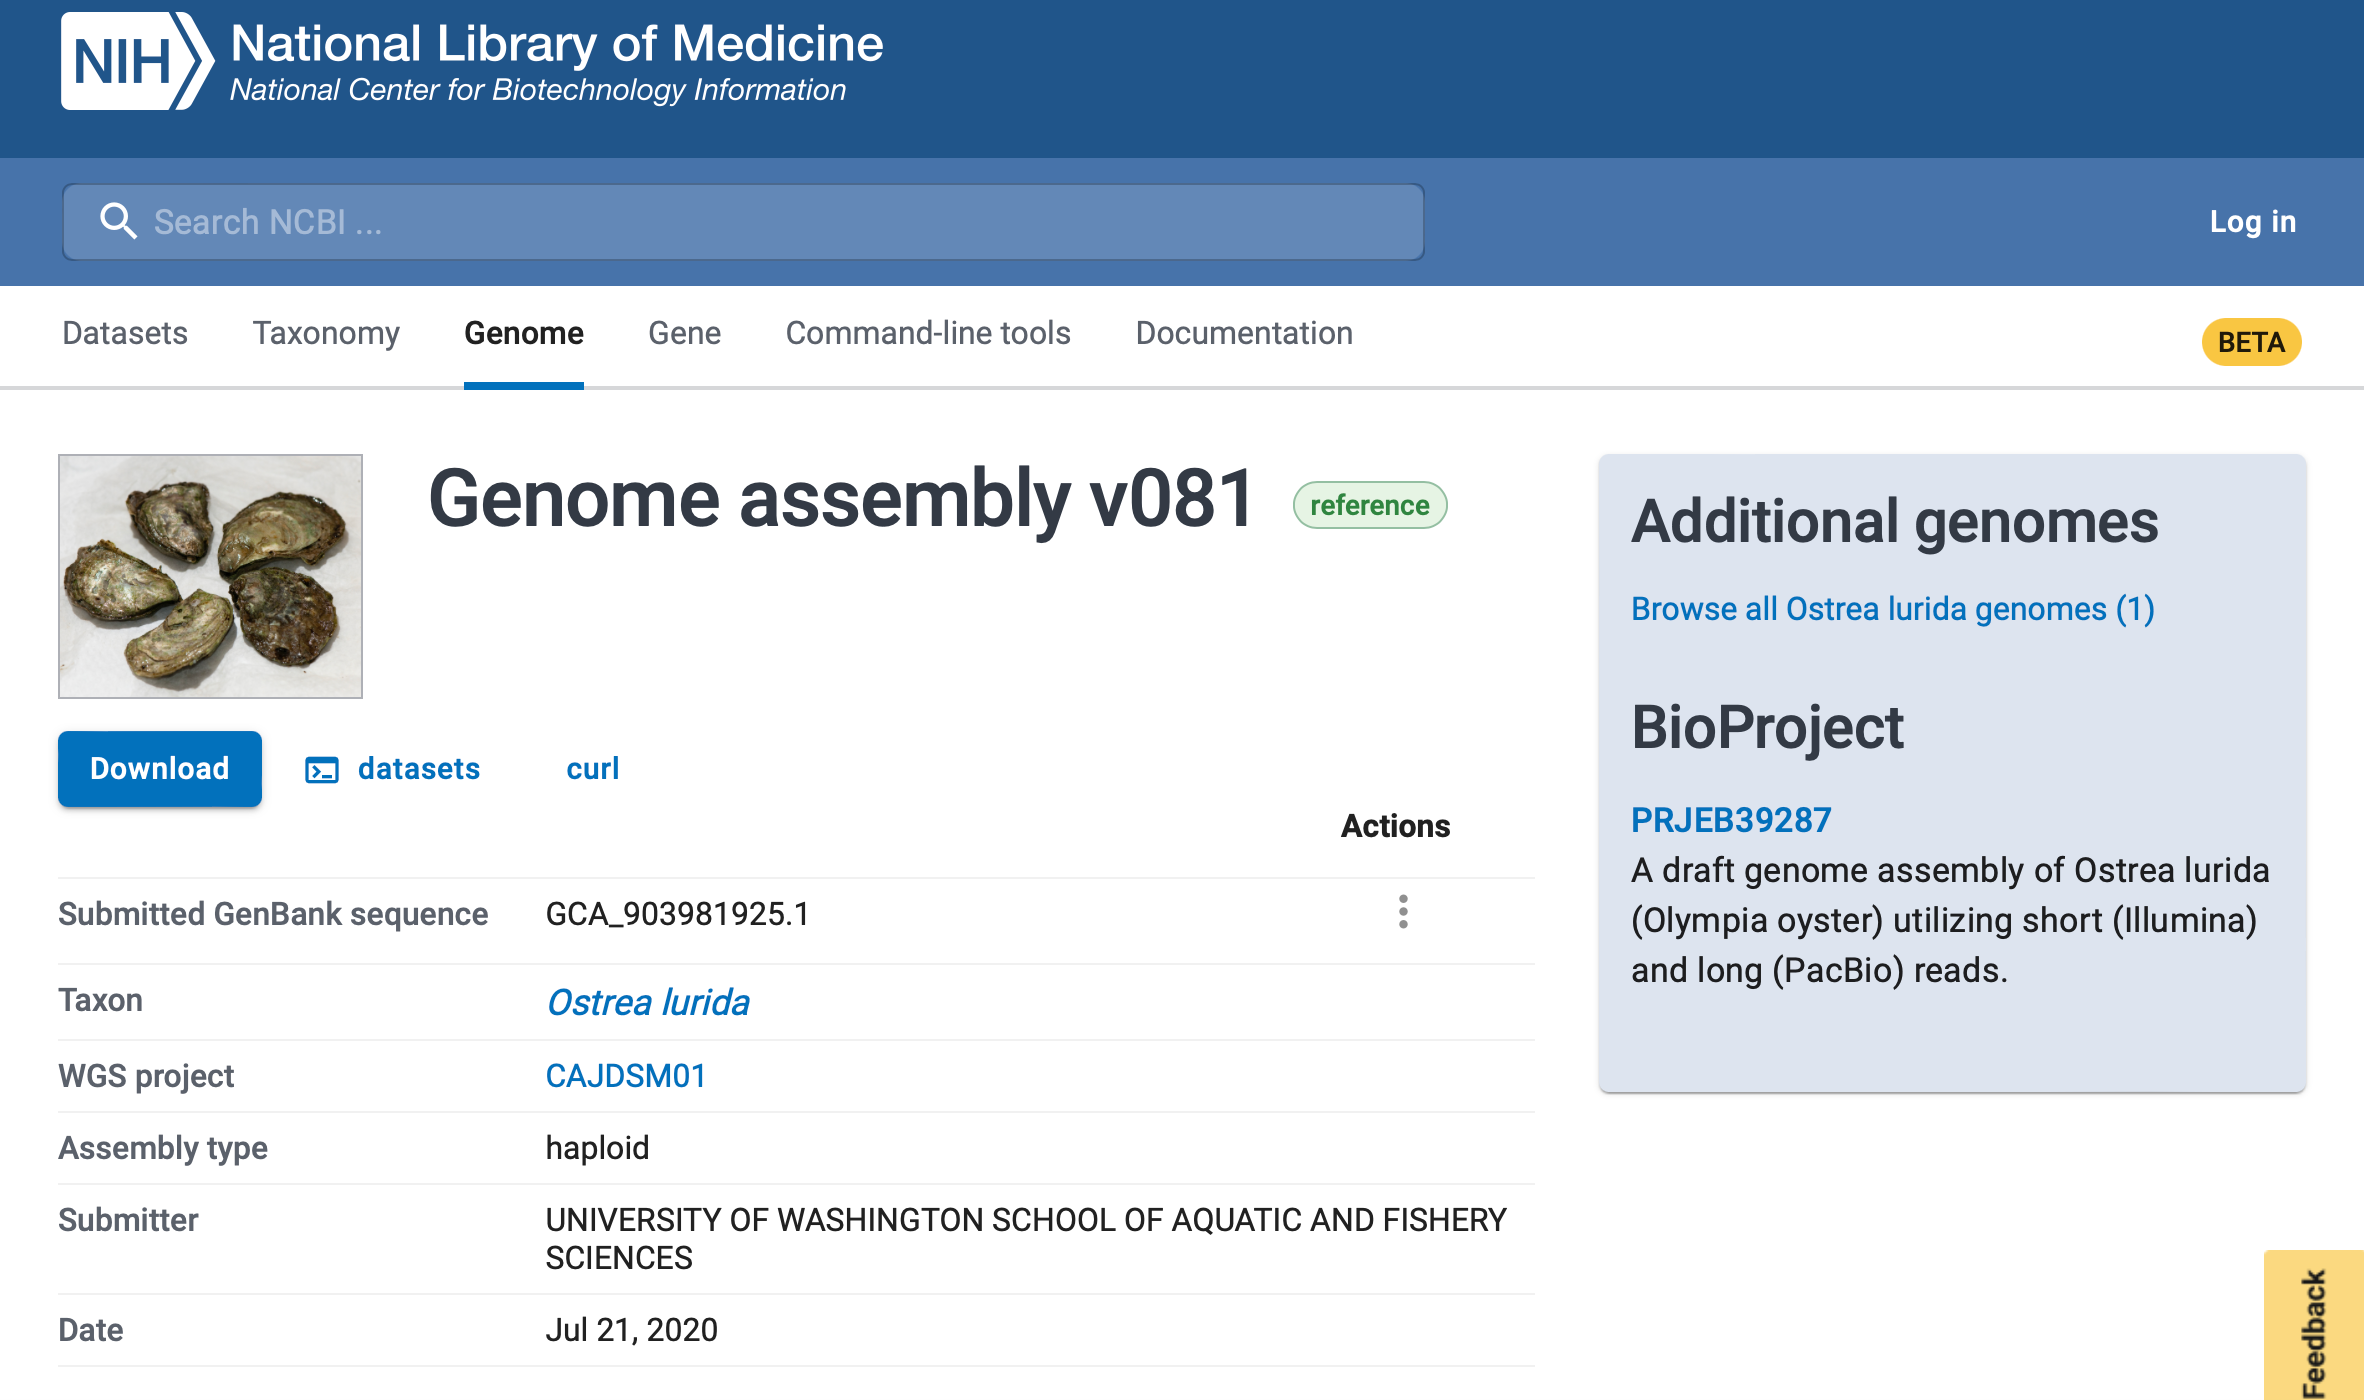 NIH National Library of Medicine
National Center for Biotechnology Information
Search NCBI ...
Log in
Datasets Taxonomy Genome Gene Command-line tools Documentation
BETA
Genome assembly v081 reference
Download datasets curl
Actions
Submitted GenBank sequence GCA_903981925.1
Taxon Ostrea lurida
WGS project CAJDSM01
Assembly type haploid
Submitter UNIVERSITY OF WASHINGTON SCHOOL OF AQUATIC AND FISHERY
SCIENCES
Date Jul 21, 2020
Additional genomes
Browse all Ostrea lurida genomes (1)
BioProject
PRJEB39287
A draft genome assembly of Ostrea lurida
(Olympia oyster) utilizing short (Illumina)
and long (PacBio) reads.
Feedback